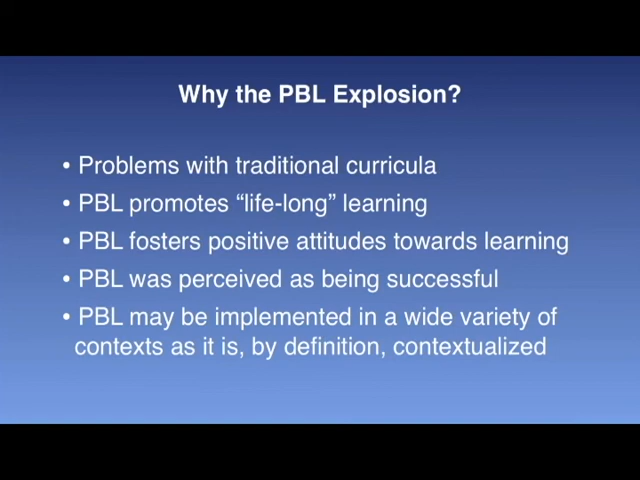 Why the PBL Explosion?
• Problems with traditional curricula
• PBL promotes “life-long” learning
• PBL fosters positive attitudes towards learning
• PBL was perceived as being successful
• PBL may be implemented in a wide variety of
contexts as it is, by definition, contextualized